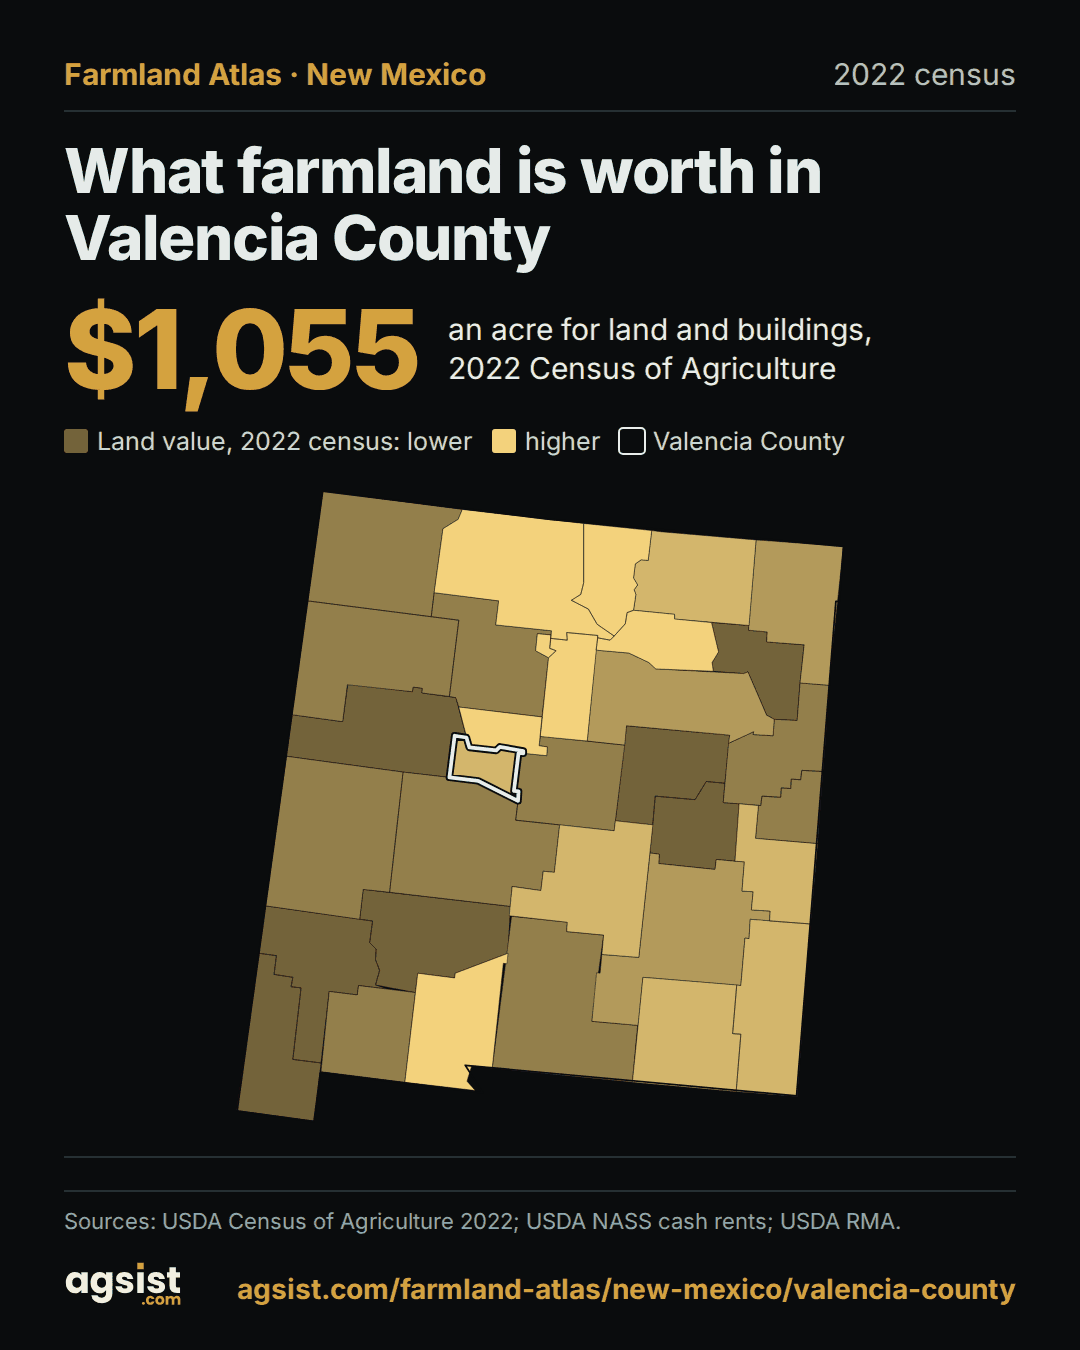 Farmland Atlas · New Mexico
2022 census
What farmland is worth in
Valencia County
$1,055
an acre for land and buildings,
2022 Census of Agriculture
Land value, 2022 census: lower
higher
Valencia County
Sources: USDA Census of Agriculture 2022; USDA NASS cash rents; USDA RMA.
agsist
.com
agsist.com/farmland-atlas/new-mexico/valencia-county